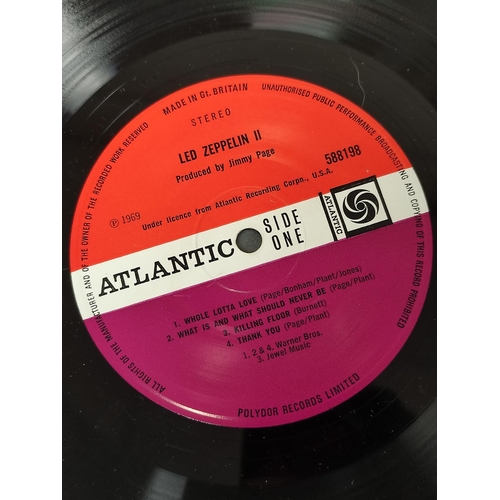 MADE IN Gt. BRITAIN
STEREO
LED ZEPPELIN II
Produced by Jimmy Page
588198
Under licence from Atlantic Recording Corpn., U.S.A.
℗ 1969
ATLANTIC
SIDE
ONE
ATLANTIC
1. WHOLE LOTTA LOVE (Page/Bonham/Plant/Jones)
2. WHAT IS AND WHAT SHOULD NEVER BE (Page/Plant)
3. KILLING FLOOR (Burnett)
4. THANK YOU (Page/Plant)
1, 2 & 4. Warner Bros.
3. Jewel Music
POLYDOR RECORDS LIMITED
ALL RIGHTS OF THE MANUFACTURER AND OF THE OWNER OF THE RECORDED WORK RESERVED
UNAUTHORISED PUBLIC PERFORMANCE, BROADCASTING AND COPYING OF THIS RECORD PROHIBITED